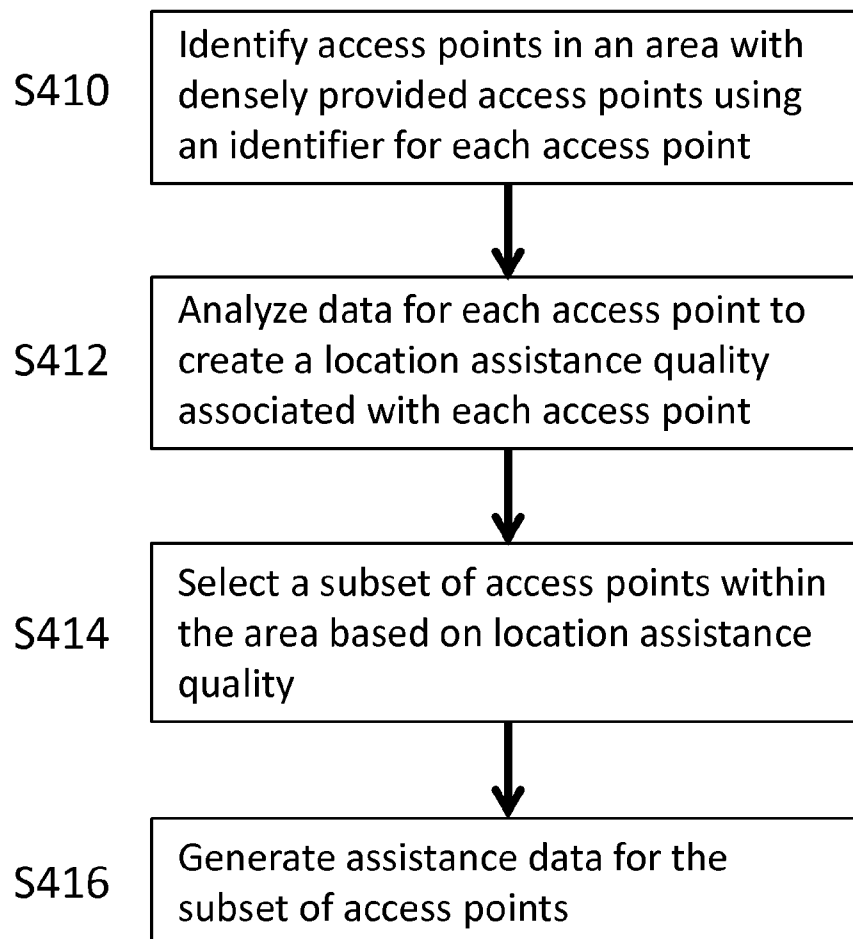 S410
Identify access points in an area with
densely provided access points using
an identifier for each access point
S412
Analyze data for each access point to
create a location assistance quality
associated with each access point
S414
Select a subset of access points within
the area based on location assistance
quality
S416
Generate assistance data for the
subset of access points